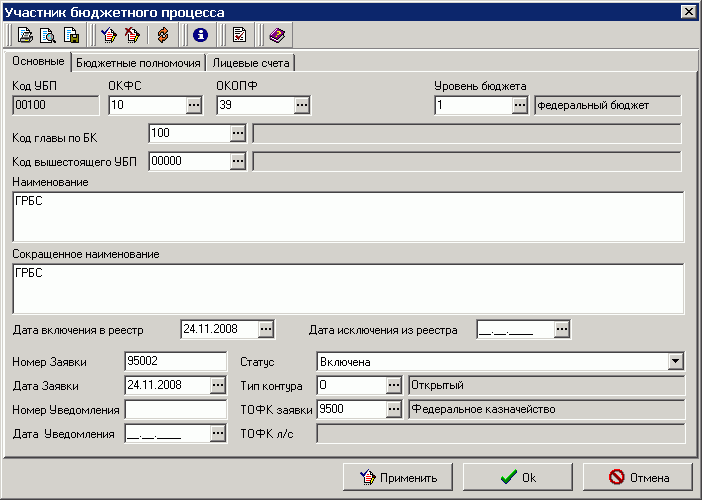 Участник бюджетного процесса
Основные Бюджетные полномочия Лицевые счета
Код УБП ОКФС ОКОПФ Уровень бюджета
00100 10 39 1 Федеральный бюджет
Код главы по БК 100
Код вышестоящего УБП 00000
Наименование
ГРБС
Сокращенное наименование
ГРБС
Дата включения в реестр 24.11.2008 Дата исключения из реестра __.__.____
Номер Заявки 95002 Статус Включена
Дата Заявки 24.11.2008 Тип контура О Открытый
Номер Уведомления ТОФК заявки 9500 Федеральное казначейство
Дата Уведомления __.__.____ ТОФК л/с
Применить Ok Отмена